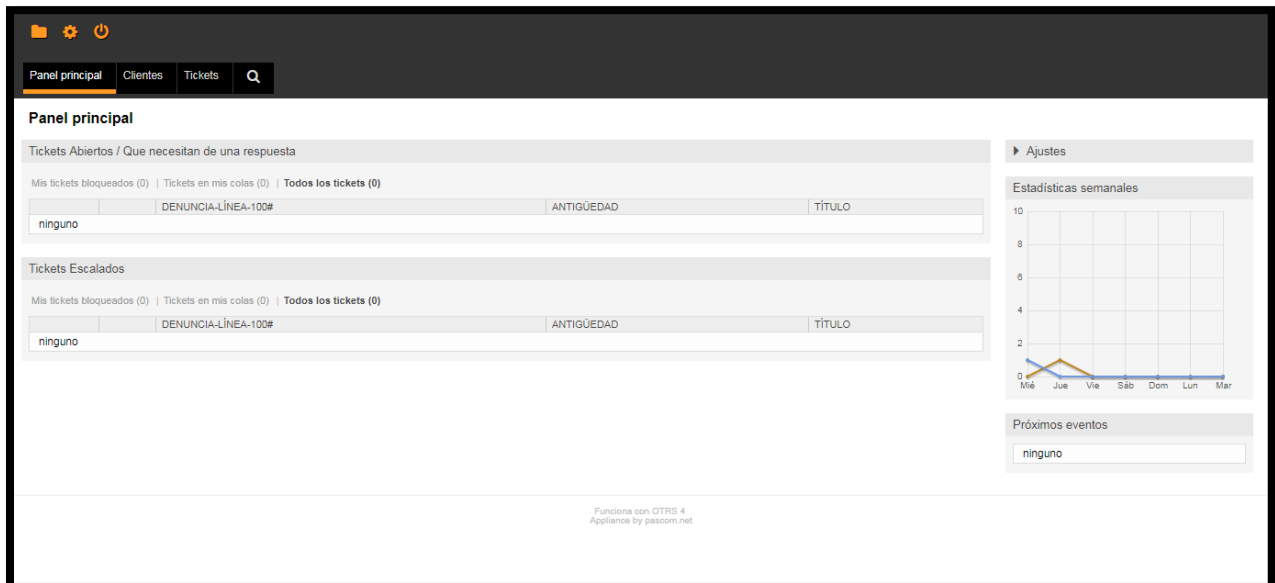 Panel principal Clientes Tickets
Panel principal
Tickets Abiertos / Que necesitan de una respuesta
Mis tickets bloqueados (0) | Tickets en mis colas (0) | Todos los tickets (0)
DENUNCIA-LÍNEA-100# ANTIGÜEDAD TÍTULO
ninguno
Tickets Escalados
Mis tickets bloqueados (0) | Tickets en mis colas (0) | Todos los tickets (0)
DENUNCIA-LÍNEA-100# ANTIGÜEDAD TÍTULO
ninguno
Ajustes
Estadísticas semanales
10
8
6
4
2
0
Mié Jue Vie Sáb Dom Lun Mar
Próximos eventos
ninguno
Funciona con OTRS 4
Appliance by pascom.net